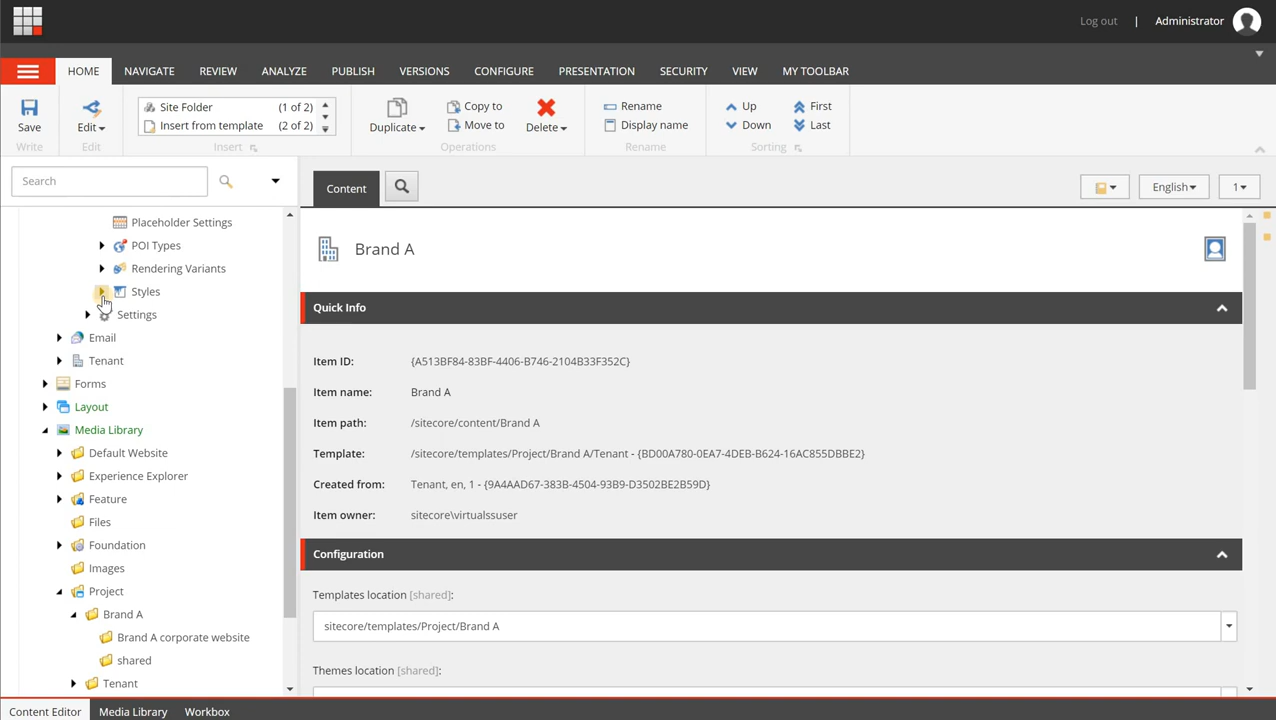 Log out | Administrator
HOME NAVIGATE REVIEW ANALYZE PUBLISH VERSIONS CONFIGURE PRESENTATION SECURITY VIEW MY TOOLBAR
Save
Write
Edit
Edit
Site Folder (1 of 2)
Insert from template (2 of 2)
Insert
Duplicate
Copy to
Move to
Delete
Operations
Rename
Display name
Rename
Up First
Down Last
Sorting
Search
Placeholder Settings
POI Types
Rendering Variants
Styles
Settings
Email
Tenant
Forms
Layout
Media Library
Default Website
Experience Explorer
Feature
Files
Foundation
Images
Project
Brand A
Brand A corporate website
shared
Tenant
Content
English
1
Brand A
Quick Info
Item ID: {A513BF84-83BF-4406-B746-2104B33F352C}
Item name: Brand A
Item path: /sitecore/content/Brand A
Template: /sitecore/templates/Project/Brand A/Tenant - {BD00A780-0EA7-4DEB-B624-16AC855DBBE2}
Created from: Tenant, en, 1 - {9A4AAD67-383B-4504-93B9-D3502BE2B59D}
Item owner: sitecore\virtualssuser
Configuration
Templates location [shared]:
sitecore/templates/Project/Brand A
Themes location [shared]:
Content Editor Media Library Workbox